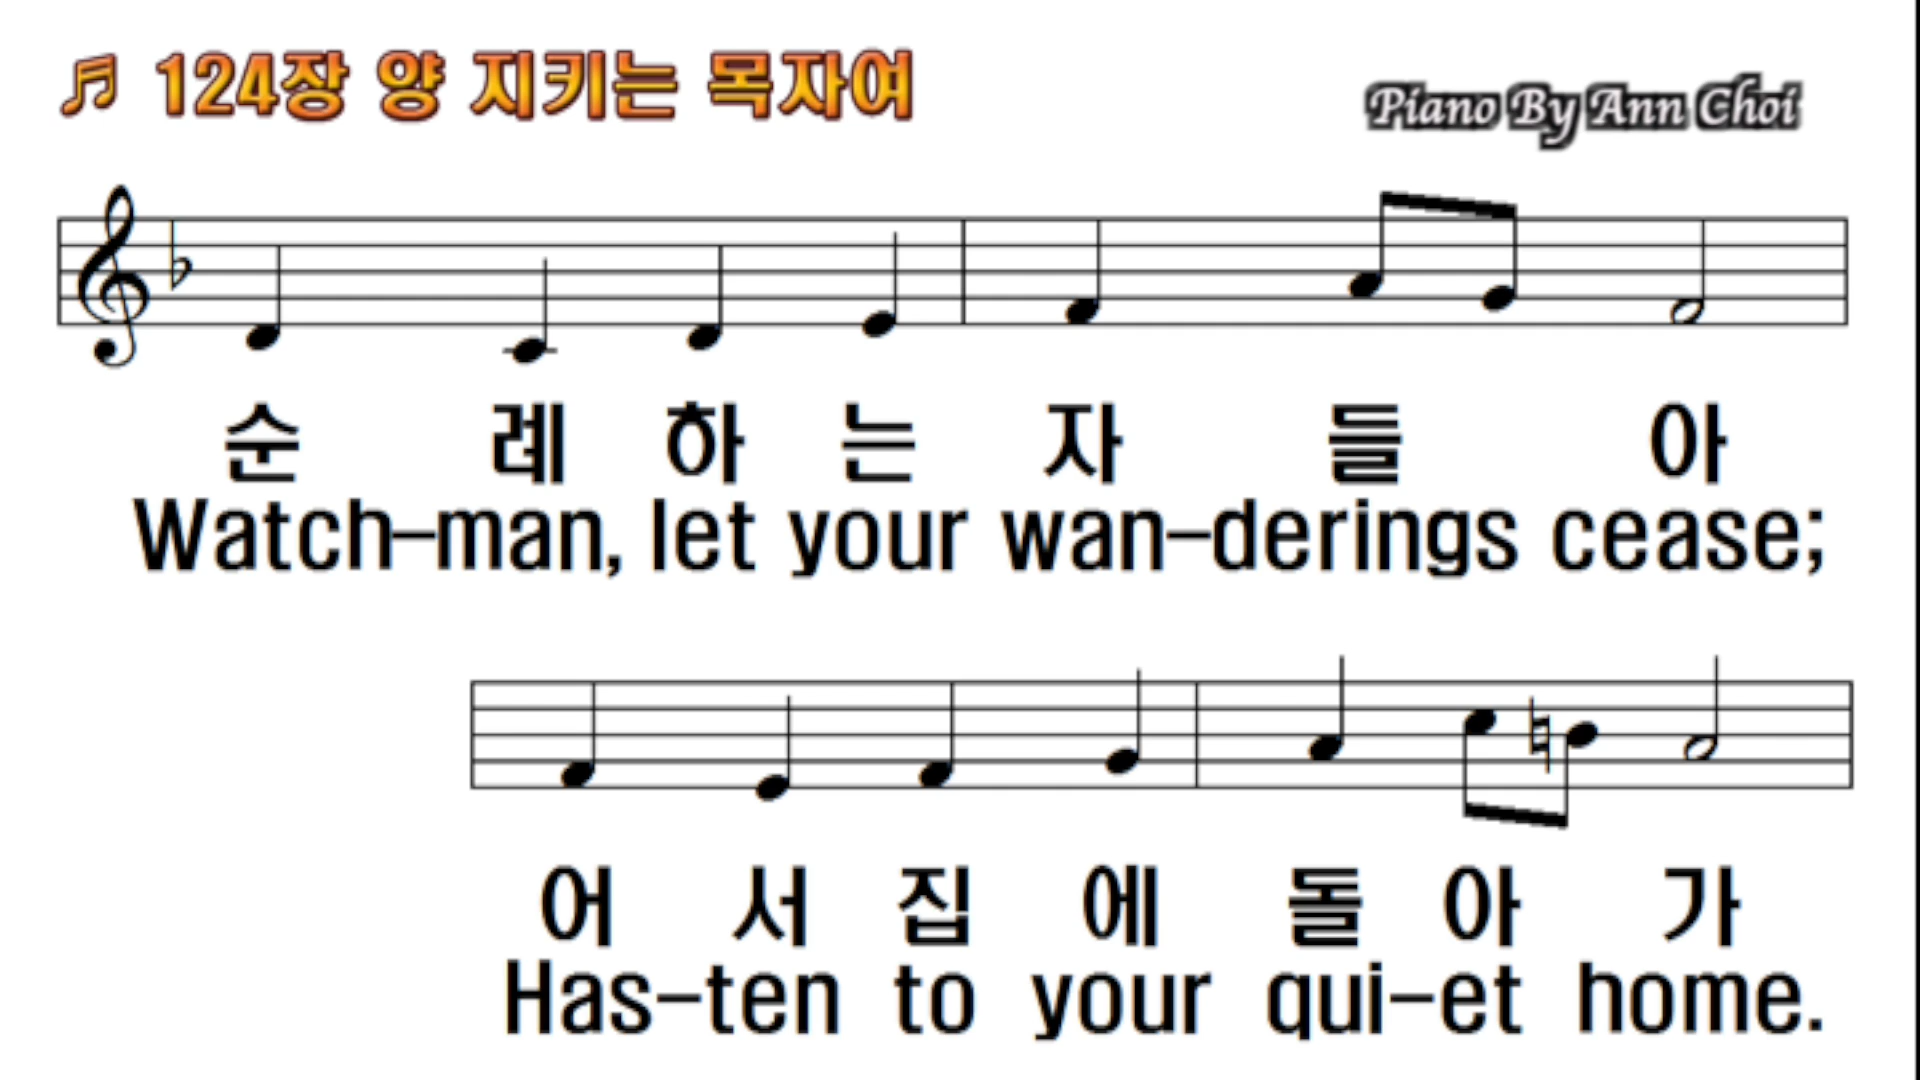 124장 양 지키는 목자여
Piano By Ann Choi
순 례 하 는 자 들 아
Watch-man, let your wan-derings cease;
어 서 집 에 돌 아 가
Has-ten to your qui-et home.